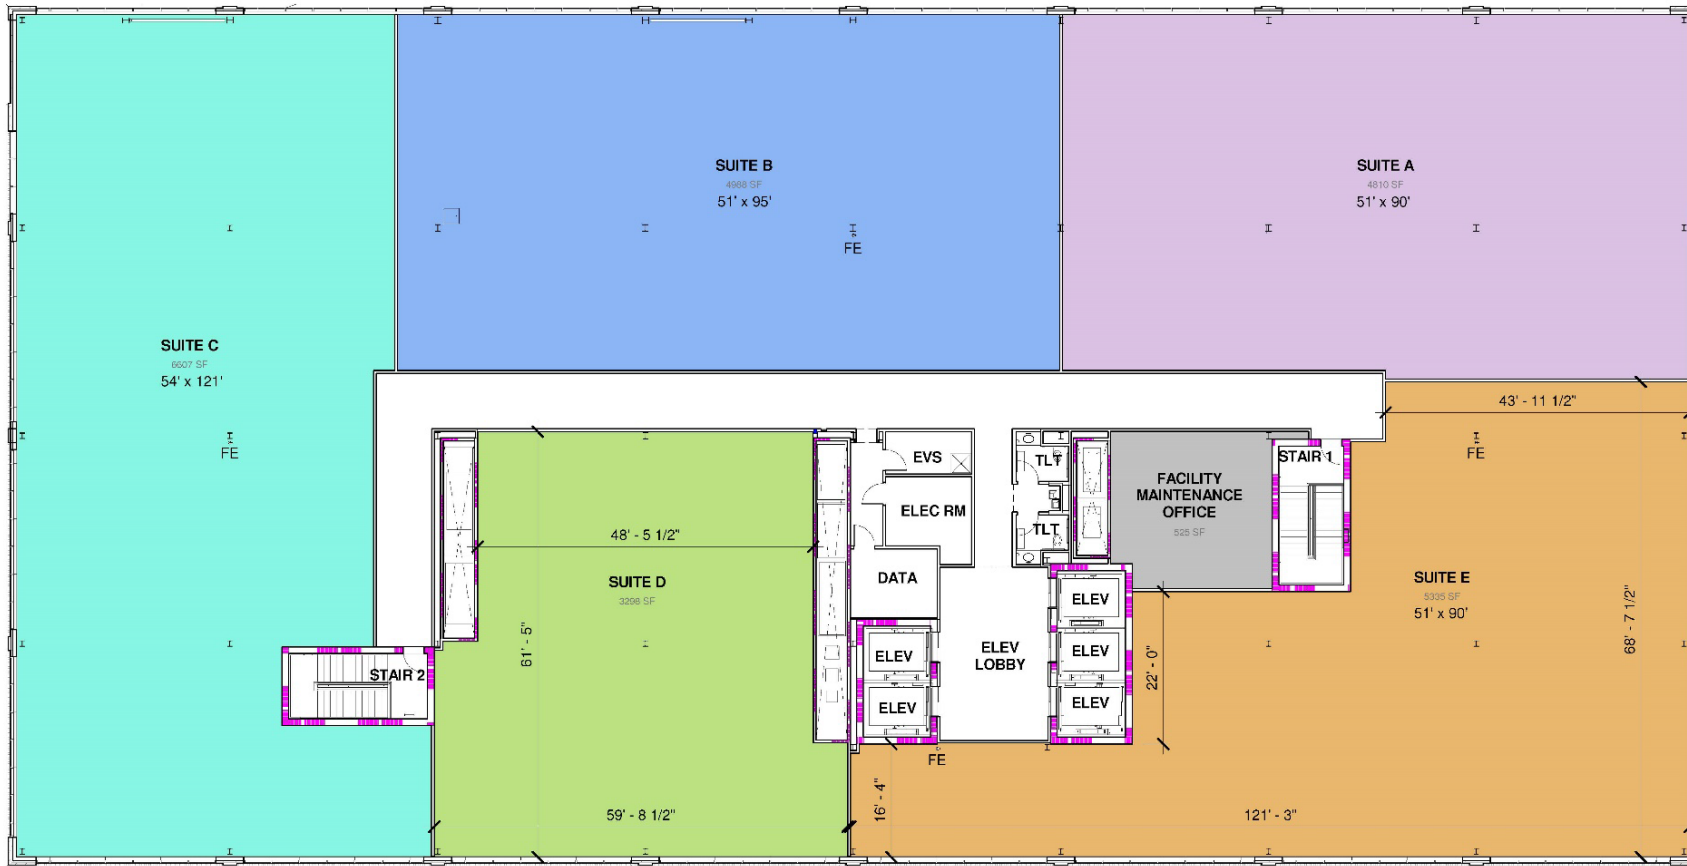 SUITE B
4988 SF
51' x 95'
SUITE A
4810 SF
51' x 90'
FE
SUITE C
6607 SF
54' x 121'
FE
43' - 11 1/2"
FE
EVS
TLT
STAIR 1
FACILITY
MAINTENANCE
OFFICE
525 SF
ELEC RM
TLT
48' - 5 1/2"
SUITE D
3298 SF
DATA
ELEV
SUITE E
5335 SF
51' x 90'
68' - 7 1/2"
61' - 5"
ELEV
ELEV
LOBBY
ELEV
22' - 0"
STAIR 2
ELEV
ELEV
FE
16' - 4"
59' - 8 1/2"
121' - 3"